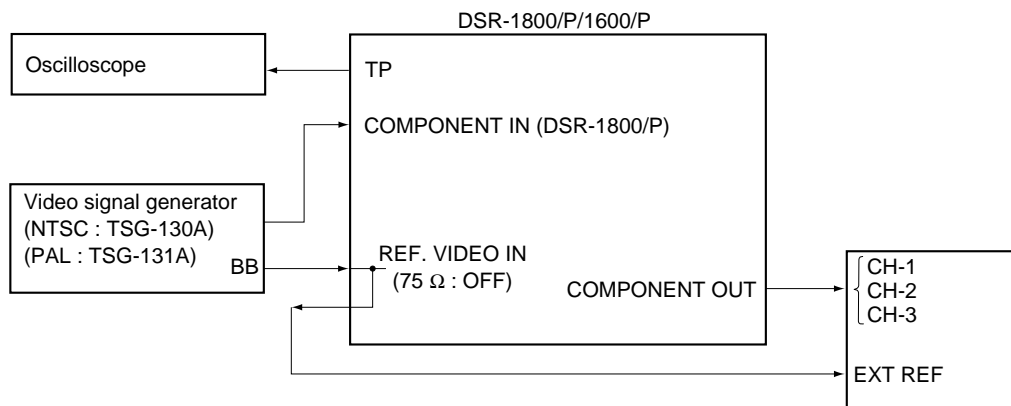 DSR-1800/P/1600/P
Oscilloscope
TP
COMPONENT IN (DSR-1800/P)
Video signal generator
(NTSC : TSG-130A)
(PAL : TSG-131A)
BB
REF. VIDEO IN
(75 Ω : OFF)
COMPONENT OUT
CH-1
CH-2
CH-3
EXT REF